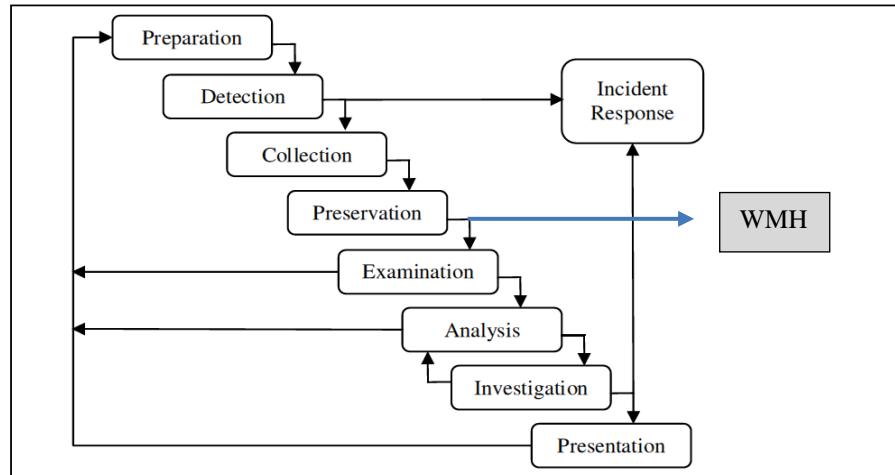 Preparation
Detection
Incident
Response
Collection
Preservation
WMH
Examination
Analysis
Investigation
Presentation